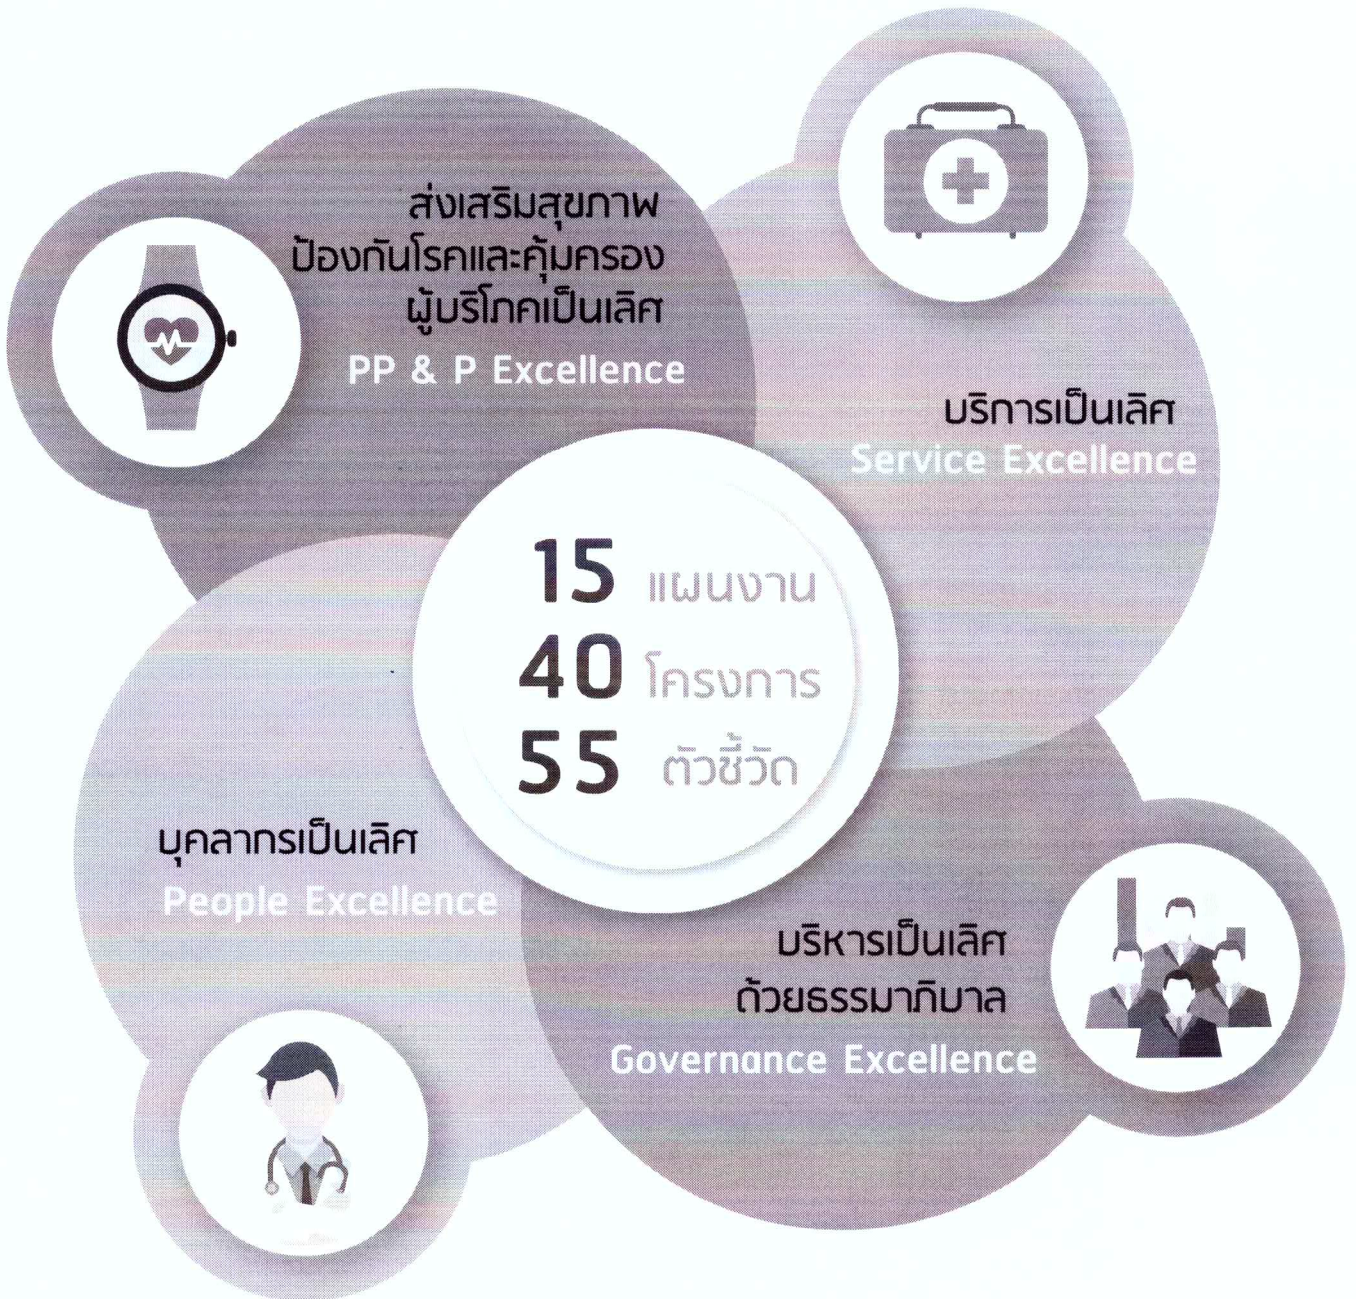 ส่งเสริมสุขภาพ
ป้องกันโรคและคุ้มครอง
ผู้บริโภคเป็นเลิศ
PP & P Excellence
บริการเป็นเลิศ
Service Excellence
15 แผนงาน
40 โครงการ
55 ตัวชี้วัด
บุคลากรเป็นเลิศ
People Excellence
บริหารเป็นเลิศ
ด้วยธรรมาภิบาล
Governance Excellence